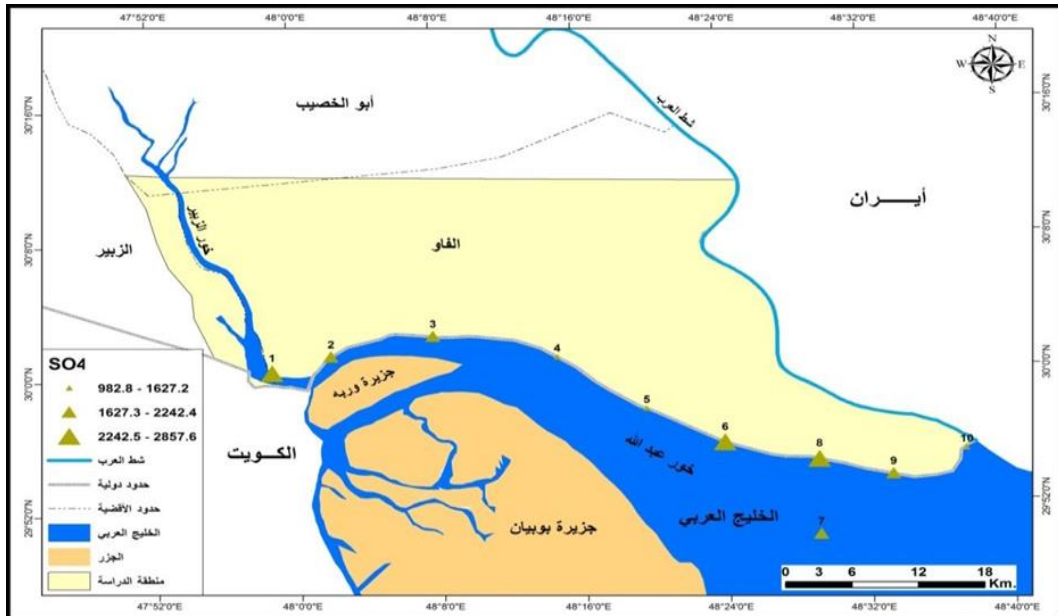 47°52'0"E 48°0'0"E 48°8'0"E 48°16'0"E 48°24'0"E 48°32'0"E 48°40'0"E
N
W E
S
30°16'0"N
30°16'0"N
أبو الخصيب
شط العرب
أيـــــران
30°8'0"N
30°8'0"N
الزبير
خور الزبير
الفاو
30°0'0"N
30°0'0"N
1
2
3
4
5
6
7
8
9
10
جزيرة وربه
خور عبد الله
الكـــويت
الخليج العربي
جزيرة بوبيان
29°52'0"N
29°52'0"N
SO4
982.8 - 1627.2
1627.3 - 2242.4
2242.5 - 2857.6
شط العرب
حدود دولية
حدود الأقضية
الخليج العربي
الجزر
منطقة الدراسة
0 3 6 12 18
Km.
47°52'0"E 48°0'0"E 48°8'0"E 48°16'0"E 48°24'0"E 48°32'0"E 48°40'0"E